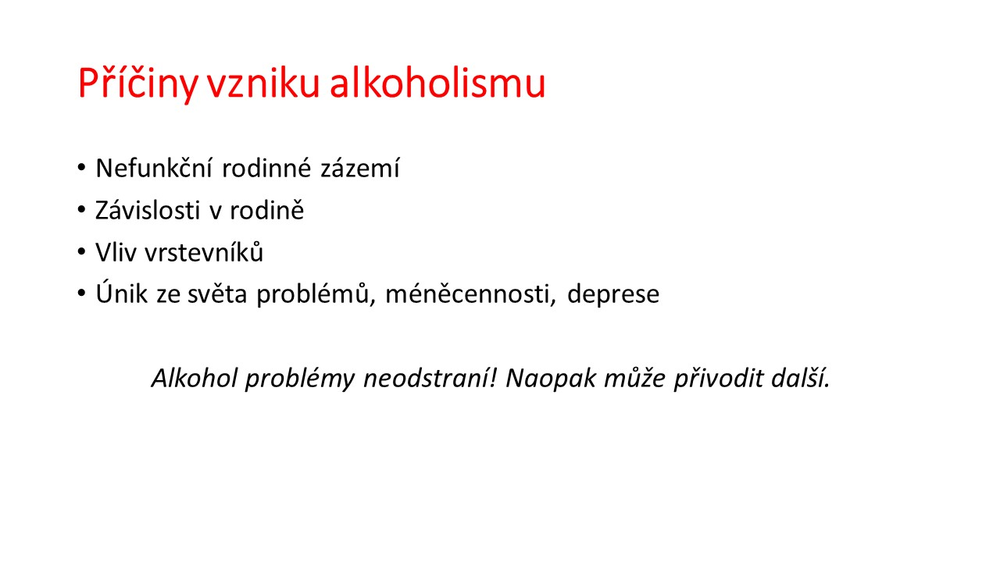 Příčiny vzniku alkoholismu
• Nefunkční rodinné zázemí
• Závislosti v rodině
• Vliv vrstevníků
• Únik ze světa problémů, méněcennosti, deprese
Alkohol problémy neodstraní! Naopak může přivodit další.